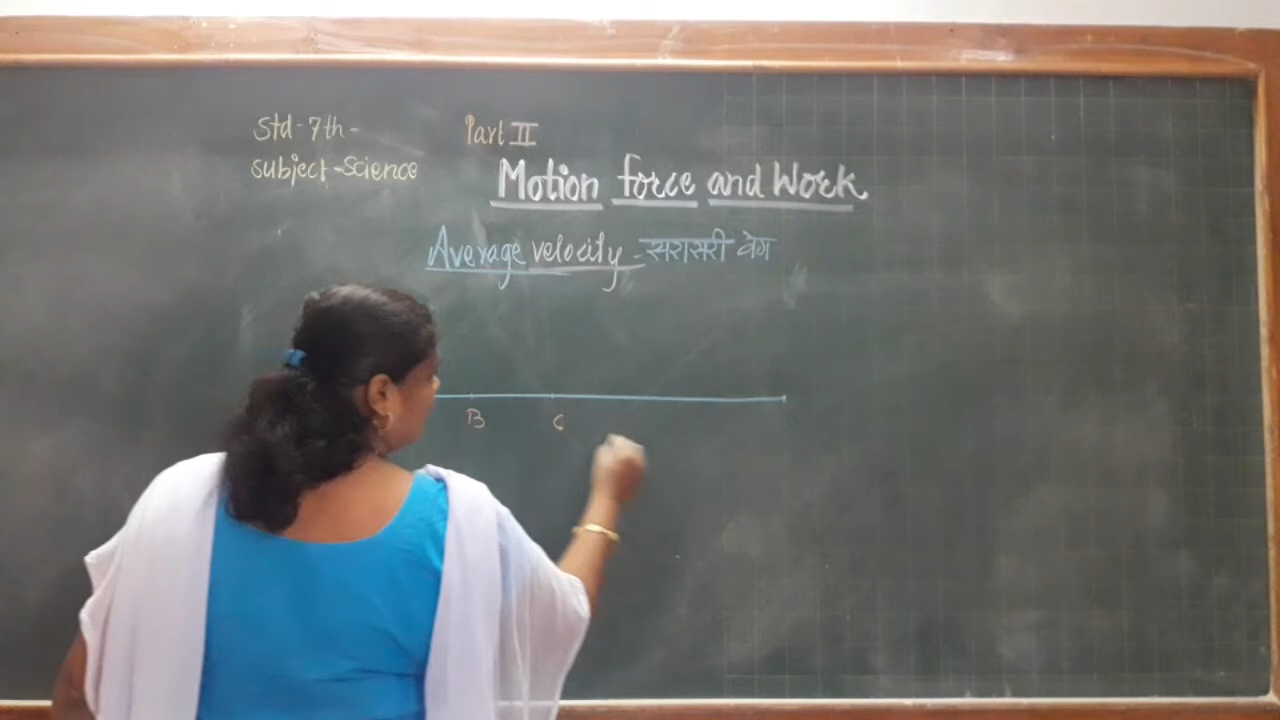 Std - 7th -
Part II
subject - Science
Motion force and Work
Average velocity - सरासरी वेग
B C